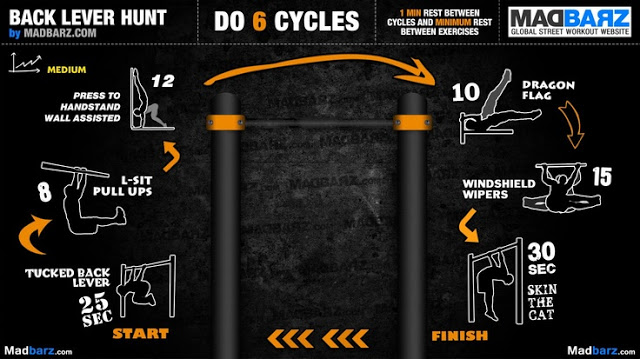 BACK LEVER HUNT
by MADBARZ.COM
DO 6 CYCLES
1 MIN REST BETWEEN
CYCLES AND MINIMUM REST
BETWEEN EXERCISES
MADBARZ
GLOBAL STREET WORKOUT WEBSITE
MEDIUM
12
PRESS TO
HANDSTAND
WALL ASSISTED
10
DRAGON
FLAG
8
L-SIT
PULL UPS
WINDSHIELD
WIPERS
15
TUCKED BACK
LEVER
25
SEC
30
SEC
SKIN
THE
CAT
START
FINISH
Madbarz.com
Madbarz.com